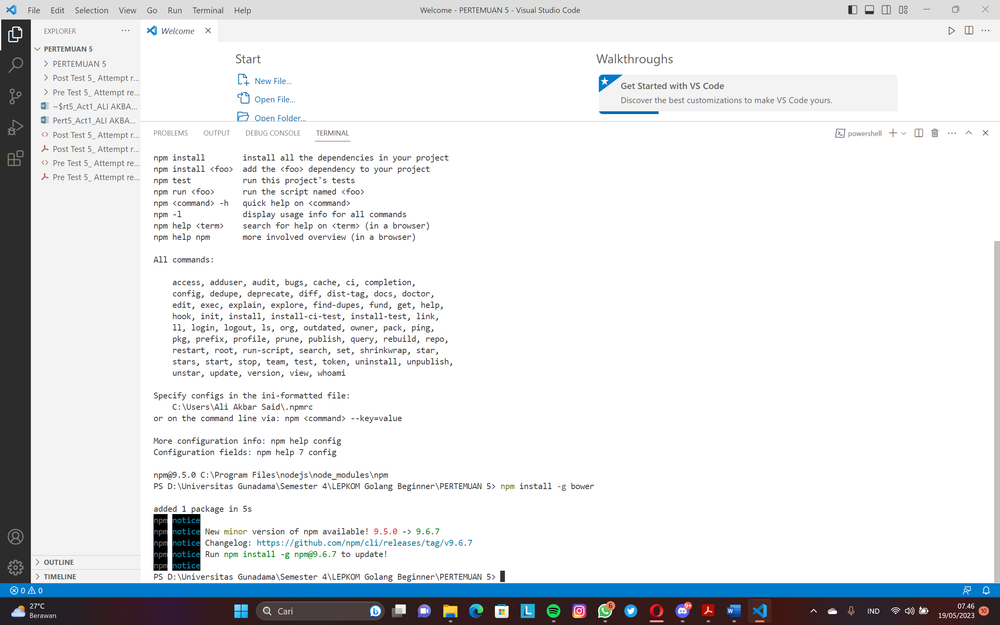 File Edit Selection View Go Run Terminal Help
Welcome - PERTEMUAN 5 - Visual Studio Code
EXPLORER
PERTEMUAN 5
PERTEMUAN 5
Post Test 5_ Attempt r...
Pre Test 5_ Attempt re...
~$rt5_Act1_ALI AKBA...
Pert5_Act1_ALI AKBA...
Post Test 5_ Attempt r...
Post Test 5_ Attempt r...
Pre Test 5_ Attempt re...
Pre Test 5_ Attempt re...
OUTLINE
TIMELINE
Welcome
Start
New File...
Open File...
Open Folder...
Walkthroughs
Get Started with VS Code
Discover the best customizations to make VS Code yours.
PROBLEMS OUTPUT DEBUG CONSOLE TERMINAL
powershell
npm install        install all the dependencies in your project
npm install <foo>  add the <foo> dependency to your project
npm test           run this project's tests
npm run <foo>      run the script named <foo>
npm <command> -h   quick help on <command>
npm -l             display usage info for all commands
npm help <term>    search for help on <term> (in a browser)
npm help npm       more involved overview (in a browser)
All commands:
access, adduser, audit, bugs, cache, ci, completion,
config, dedupe, deprecate, diff, dist-tag, docs, doctor,
edit, exec, explain, explore, find-dupes, fund, get, help,
hook, init, install, install-ci-test, install-test, link,
ll, login, logout, ls, org, outdated, owner, pack, ping,
pkg, prefix, profile, prune, publish, query, rebuild, repo,
restart, root, run-script, search, set, shrinkwrap, star,
stars, start, stop, team, test, token, uninstall, unpublish,
unstar, update, version, view, whoami
Specify configs in the ini-formatted file:
C:\Users\Ali Akbar Said\.npmrc
or on the command line via: npm <command> --key=value
More configuration info: npm help config
Configuration fields: npm help 7 config
npm@9.5.0 C:\Program Files\nodejs\node_modules\npm
PS D:\Universitas Gunadama\Semester 4\LEPKOM Golang Beginner\PERTEMUAN 5> npm install -g bower
added 1 package in 5s
npm notice
npm notice New minor version of npm available! 9.5.0 -> 9.6.7
npm notice Changelog: https://github.com/npm/cli/releases/tag/v9.6.7
npm notice Run npm install -g npm@9.6.7 to update!
npm notice
PS D:\Universitas Gunadama\Semester 4\LEPKOM Golang Beginner\PERTEMUAN 5>
0 0
27°C
Berawan
Cari
6
9+
IND
07.46
19/05/2023
10